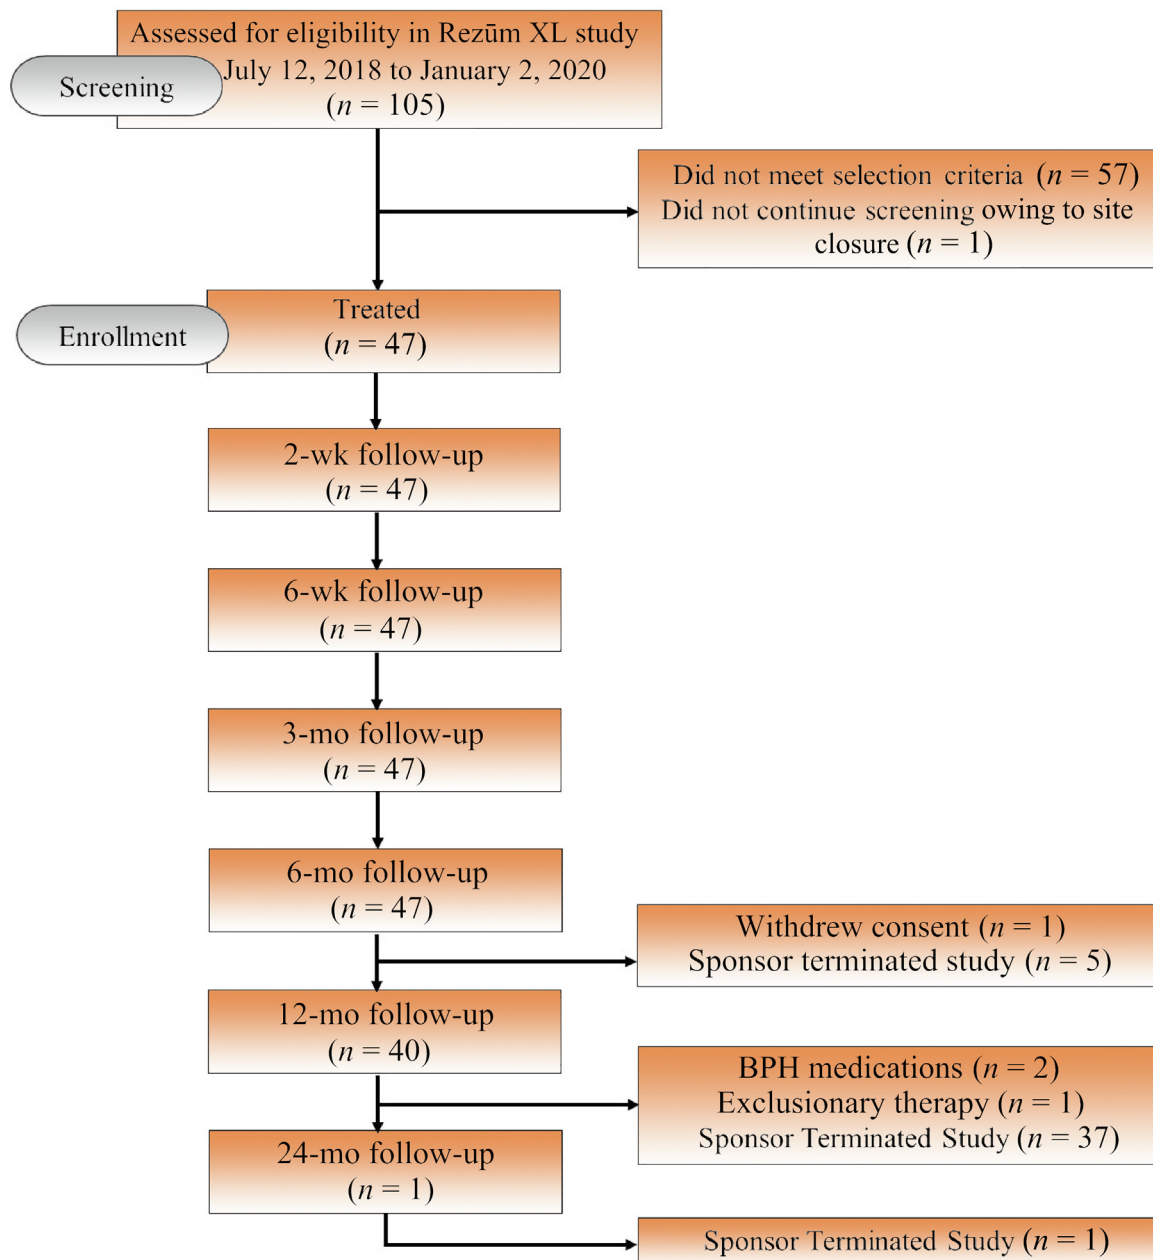 Assessed for eligibility in Rezūm XL study
July 12, 2018 to January 2, 2020
(n = 105)
Screening
Did not meet selection criteria (n = 57)
Did not continue screening owing to site
closure (n = 1)
Treated
(n = 47)
Enrollment
2-wk follow-up
(n = 47)
6-wk follow-up
(n = 47)
3-mo follow-up
(n = 47)
6-mo follow-up
(n = 47)
Withdrew consent (n = 1)
Sponsor terminated study (n = 5)
12-mo follow-up
(n = 40)
BPH medications (n = 2)
Exclusionary therapy (n = 1)
Sponsor Terminated Study (n = 37)
24-mo follow-up
(n = 1)
Sponsor Terminated Study (n = 1)